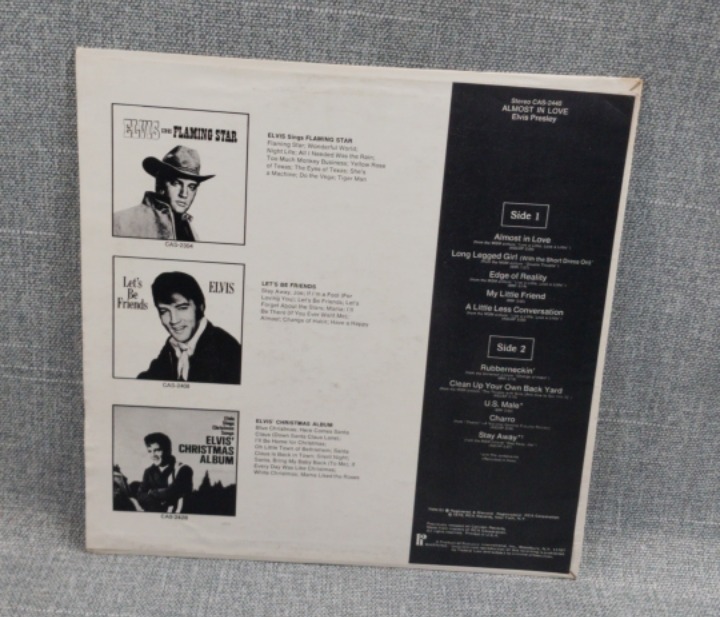 ELVIS SINGS FLAMING STAR
CAS-2304
ELVIS Sings FLAMING STAR
Flaming Star; Wonderful World;
Night Life; All I Needed Was the Rain;
Too Much Monkey Business; Yellow Rose
of Texas; The Eyes of Texas; She's
a Machine; Do the Vega; Tiger Man
Let's
Be
Friends
ELVIS
CAS-2408
LET'S BE FRIENDS
Stay Away, Joe; If I'm a Fool (For
Loving You); Let's Be Friends; Let's
Forget About the Stars; Mama; I'll
Be There (If You Ever Want Me);
Almost; Change of Habit; Have a Happy
Elvis
Sings
Christmas
Songs
ELVIS'
CHRISTMAS
ALBUM
ELVIS' CHRISTMAS ALBUM
Blue Christmas; Here Comes Santa
Claus (Down Santa Claus Lane);
I'll Be Home for Christmas;
Oh Little Town of Bethlehem; Santa
Claus Is Back in Town; Silent Night;
Santa, Bring My Baby Back (To Me); If
Every Day Was Like Christmas;
White Christmas; Mama Liked the Roses
Stereo CAS-2440
ALMOST IN LOVE
Elvis Presley
Side 1
Almost in Love
Long Legged Girl (With the Short Dress On)
Edge of Reality
My Little Friend
A Little Less Conversation
Side 2
Rubberneckin'
Clean Up Your Own Back Yard
U.S. Male
Charro
Stay Away